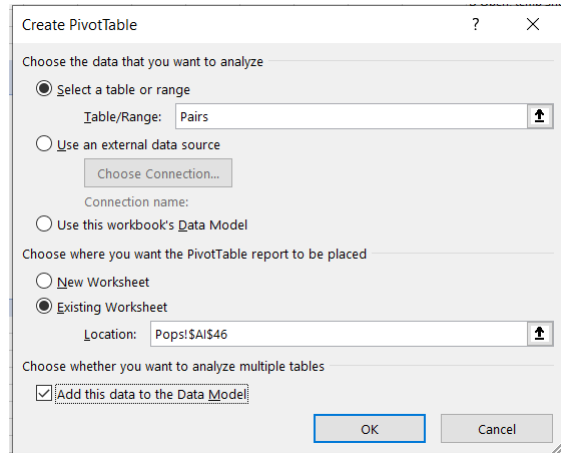 Create PivotTable ? ×
Choose the data that you want to analyze
Select a table or range
Table/Range: Pairs
Use an external data source
Choose Connection...
Connection name:
Use this workbook's Data Model
Choose where you want the PivotTable report to be placed
New Worksheet
Existing Worksheet
Location: Pops!$AI$46
Choose whether you want to analyze multiple tables
Add this data to the Data Model
OK Cancel